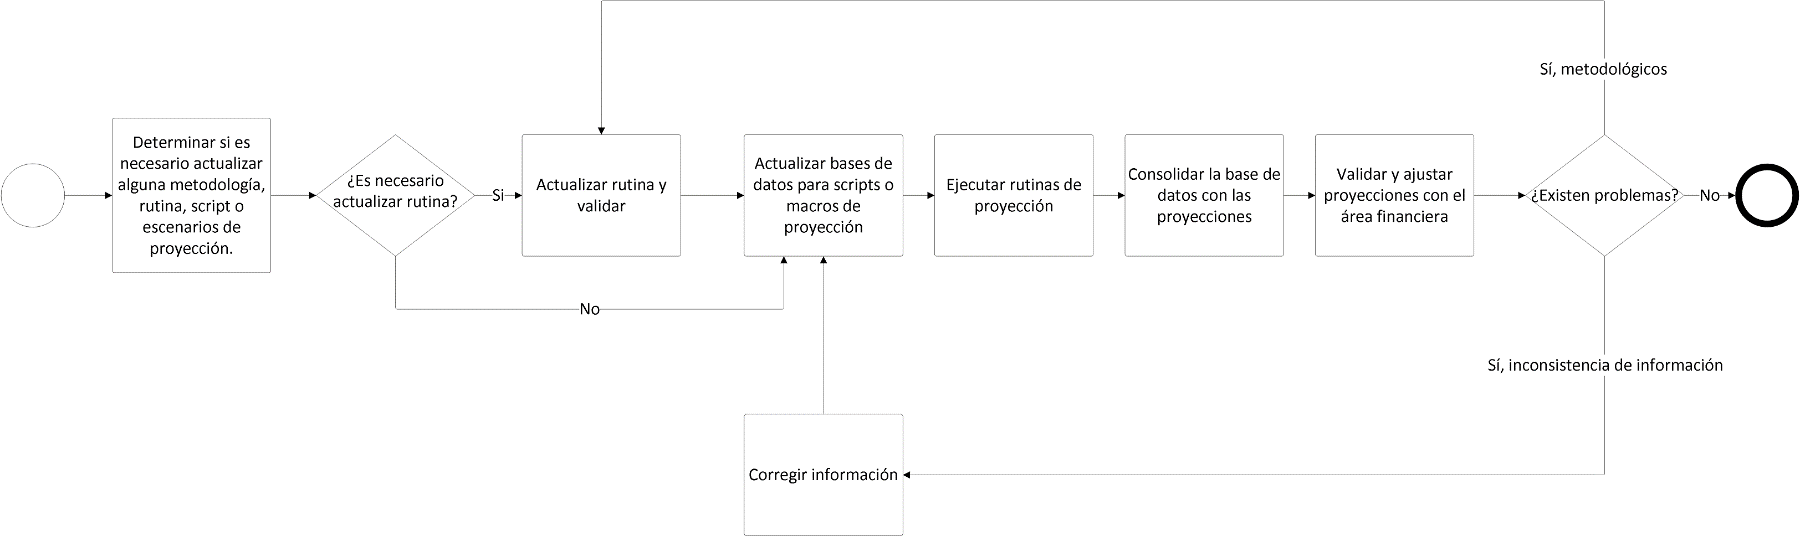 Determinar si es
necesario actualizar
alguna metodología,
rutina, script o
escenarios de
proyección.
¿Es necesario
actualizar rutina?
Si
No
Actualizar rutina y
validar
Actualizar bases de
datos para scripts o
macros de
proyección
Ejecutar rutinas de
proyección
Consolidar la base de
datos con las
proyecciones
Validar y ajustar
proyecciones con el
área financiera
¿Existen problemas?
Sí, metodológicos
No
Sí, inconsistencia de información
Corregir información